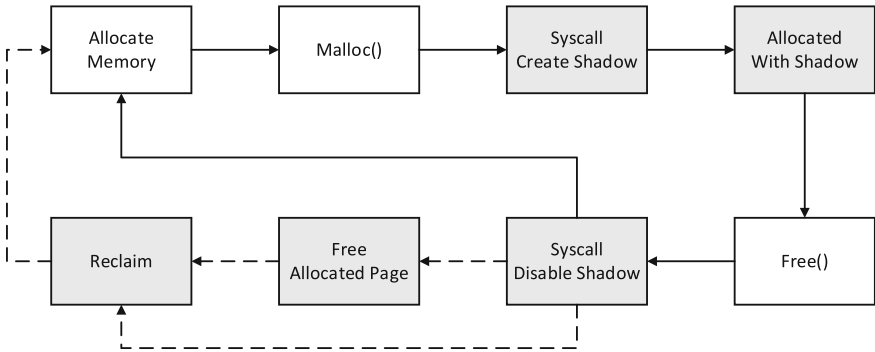 Allocate
Memory
Malloc()
Syscall
Create Shadow
Allocated
With Shadow
Reclaim
Free
Allocated Page
Syscall
Disable Shadow
Free()